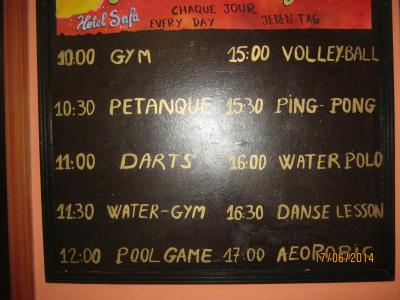 CHAQUE JOUR
Hotel Safa EVERY DAY JEDEN TAG
10:00 GYM 15:00 VOLLEY-BALL
10:30 PETANQUE 15:30 PING-PONG
11:00 DARTS 16:00 WATER POLO
11:30 WATER-GYM 16:30 DANSE LESSON
12:00 POOL GAME 17:00 AEOROBIC
17/06/2014